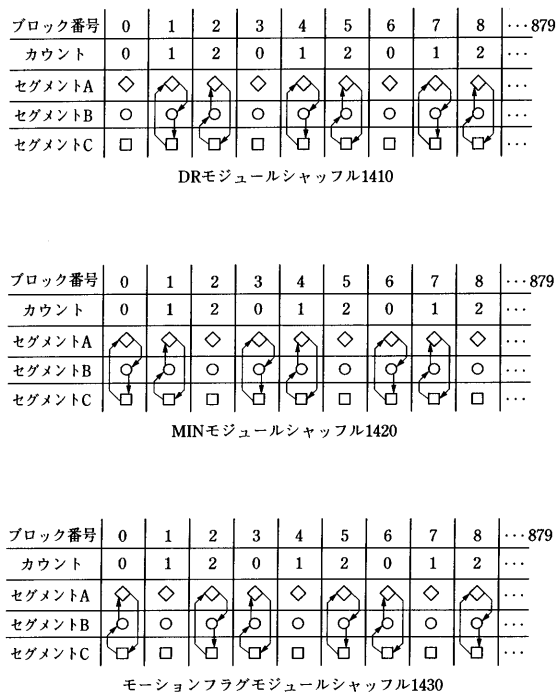 ブロック番号 0 1 2 3 4 5 6 7 8 ···879
カウント 0 1 2 0 1 2 0 1 2 ···
セグメントA ···
セグメントB ···
セグメントC ···
DRモジュールシャッフル1410
ブロック番号 0 1 2 3 4 5 6 7 8 ···879
カウント 0 1 2 0 1 2 0 1 2 ···
セグメントA ···
セグメントB ···
セグメントC ···
MINモジュールシャッフル1420
ブロック番号 0 1 2 3 4 5 6 7 8 ···879
カウント 0 1 2 0 1 2 0 1 2 ···
セグメントA ···
セグメントB ···
セグメントC ···
モーションフラグモジュールシャッフル1430